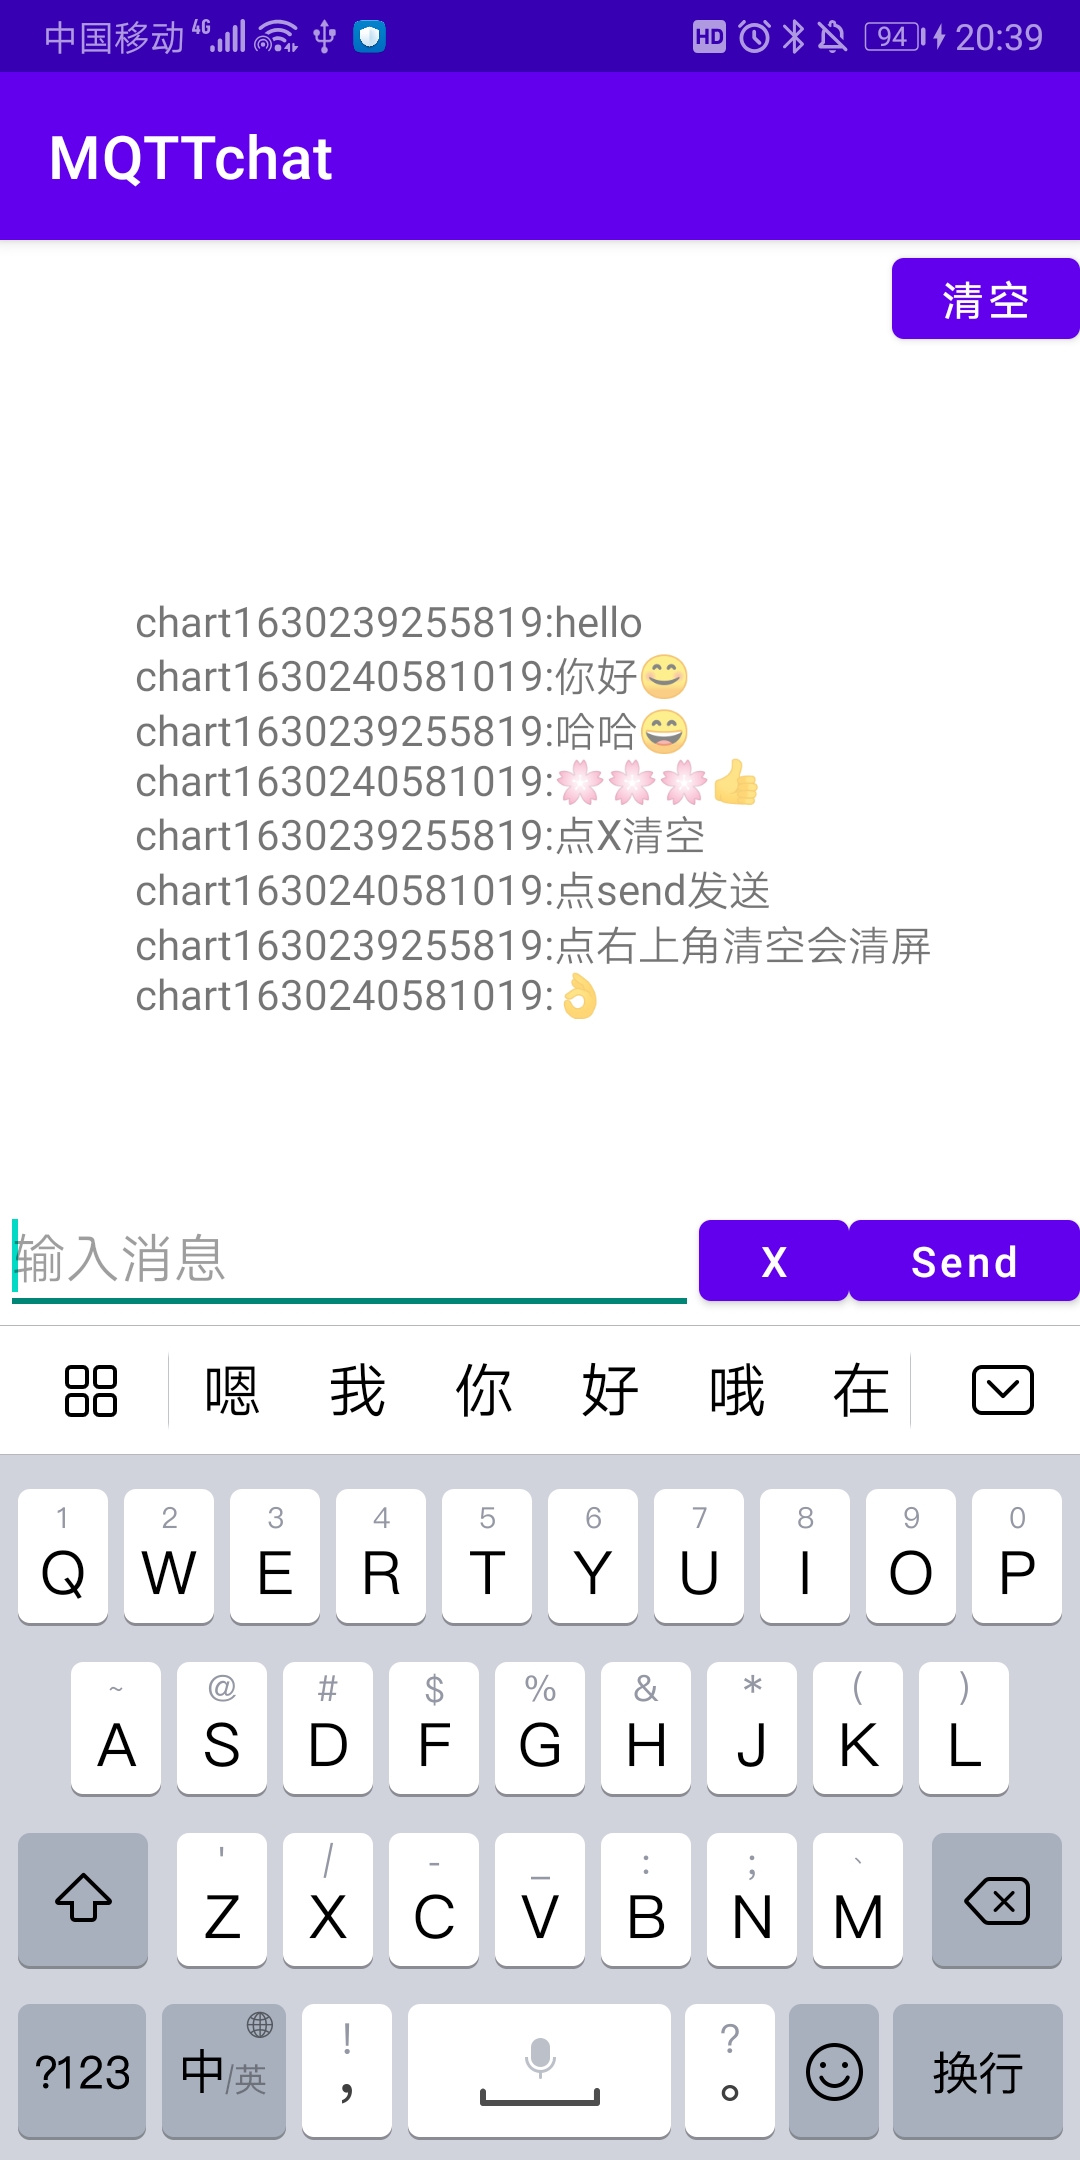 中国移动 4G HD 94 20:39
MQTTchat
清空
chart1630239255819:hello
chart1630240581019:你好😄
chart1630239255819:哈哈😄
chart1630240581019:🌸🌸🌸👍
chart1630239255819:点X清空
chart1630240581019:点send发送
chart1630239255819:点右上角清空会清屏
chart1630240581019:👌
输入消息 X Send
嗯 我 你 好 哦 在
1 2 3 4 5 6 7 8 9 0
Q W E R T Y U I O P
~ @ # $ % & * ( )
A S D F G H J K L
' / - _ : ; `
Z X C V B N M
! ?
?123 中/英 , 。 换行